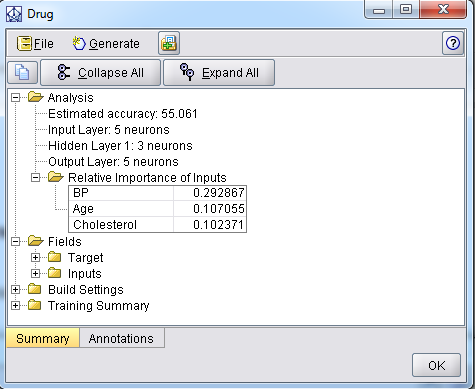 Drug
File Generate
Collapse All Expand All
Analysis
Estimated accuracy: 55.061
Input Layer: 5 neurons
Hidden Layer 1: 3 neurons
Output Layer: 5 neurons
Relative Importance of Inputs
BP 0.292867
Age 0.107055
Cholesterol 0.102371
Fields
Target
Inputs
Build Settings
Training Summary
Summary Annotations
OK